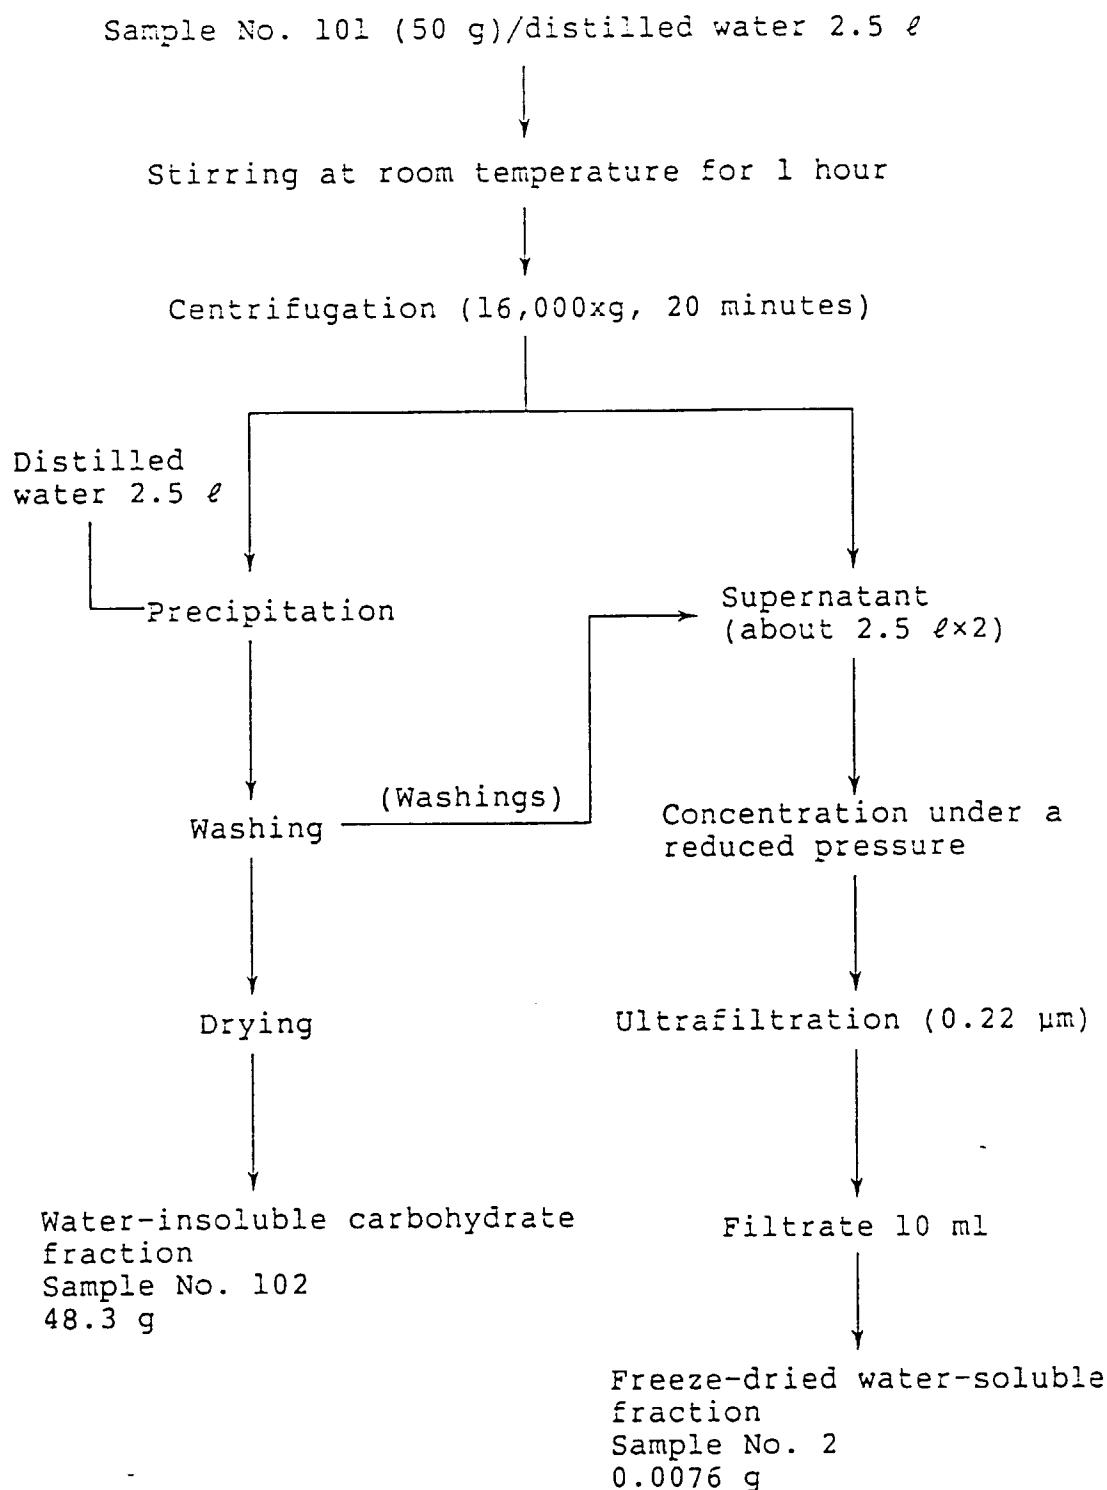 Sample No. 101 (50 g)/distilled water 2.5 ℓ
Stirring at room temperature for 1 hour
Centrifugation (16,000xg, 20 minutes)
Distilled
water 2.5 ℓ
Precipitation
Supernatant
(about 2.5 ℓ×2)
(Washings)
Washing
Concentration under a
reduced pressure
Drying
Ultrafiltration (0.22 μm)
Water-insoluble carbohydrate
fraction
Sample No. 102
48.3 g
Filtrate 10 ml
Freeze-dried water-soluble
fraction
Sample No. 2
0.0076 g